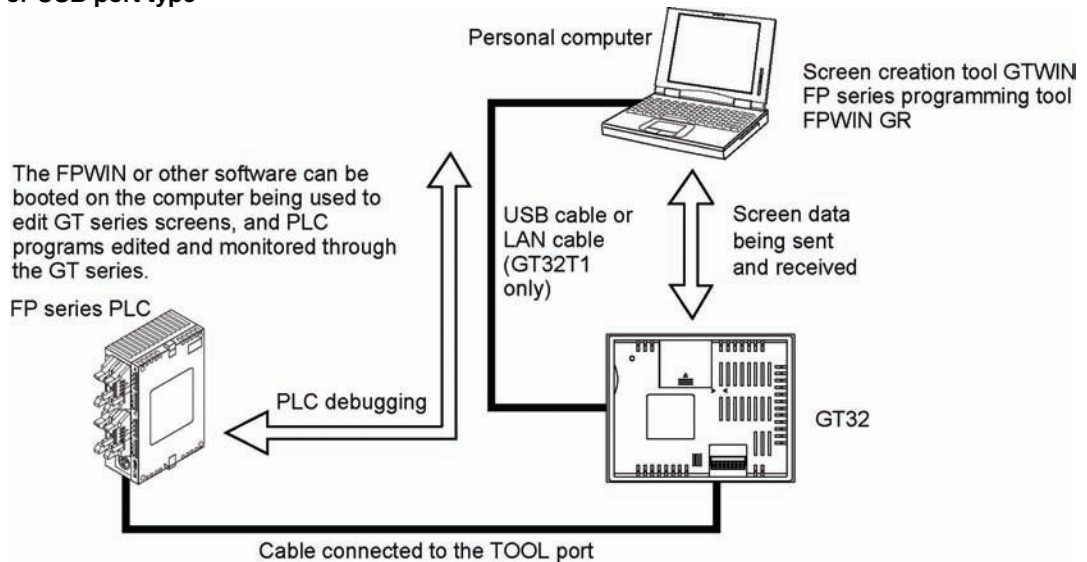 USB port type
Personal computer
Screen creation tool GTWIN
FP series programming tool
FPWIN GR
The FPWIN or other software can be
booted on the computer being used to
edit GT series screens, and PLC
programs edited and monitored through
the GT series.
USB cable or
LAN cable
(GT32T1
only)
Screen data
being sent
and received
FP series PLC
PLC debugging
GT32
Cable connected to the TOOL port